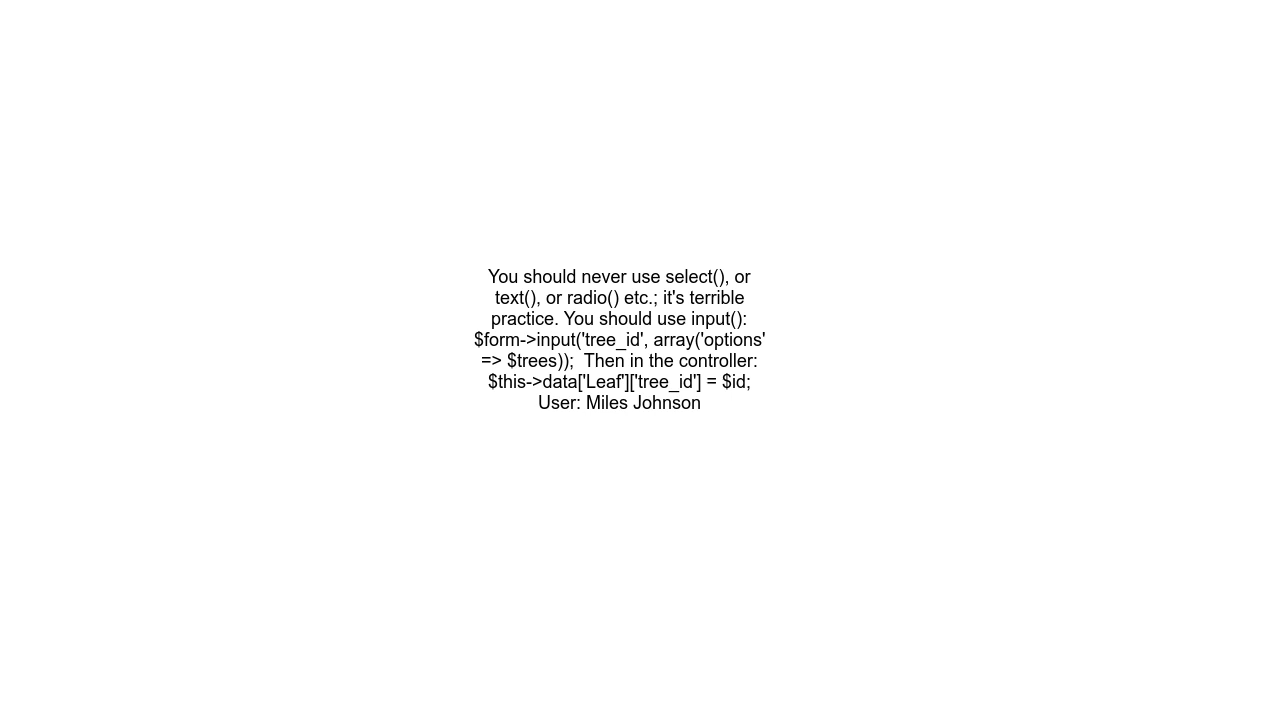 You should never use select(), or
text(), or radio() etc.; it's terrible
practice. You should use input():
$form->input('tree_id', array('options'
=> $trees));  Then in the controller:
$this->data['Leaf']['tree_id'] = $id;
User: Miles Johnson